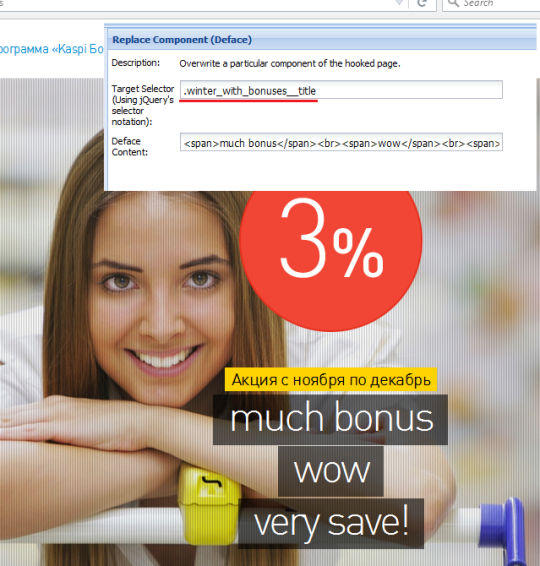 Search
рограмма «Kaspi Бо
Replace Component (Deface)
Description: Overwrite a particular component of the hooked page.
Target Selector
(Using jQuery's
selector
notation):
.winter_with_bonuses__title
Deface
Content:
<span>much bonus</span><br><span>wow</span><br><span>
3%
Акция с ноября по декабрь
much bonus
wow
very save!